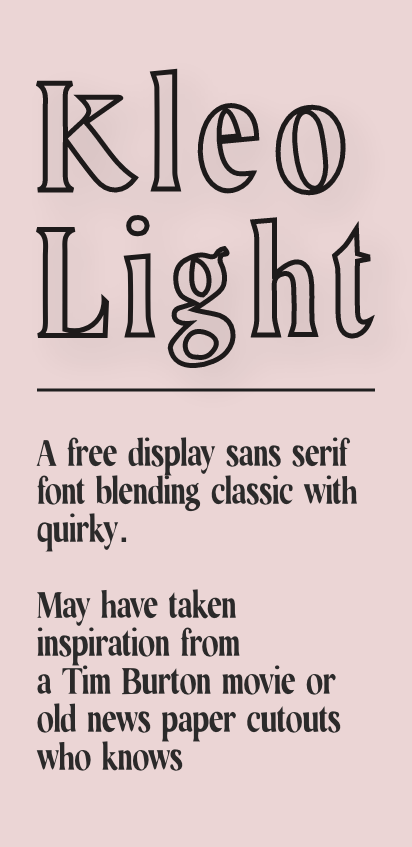 Kleo
Light
A free display sans serif
font blending classic with
quirky.
May have taken
inspiration from
a Tim Burton movie or
old news paper cutouts
who knows